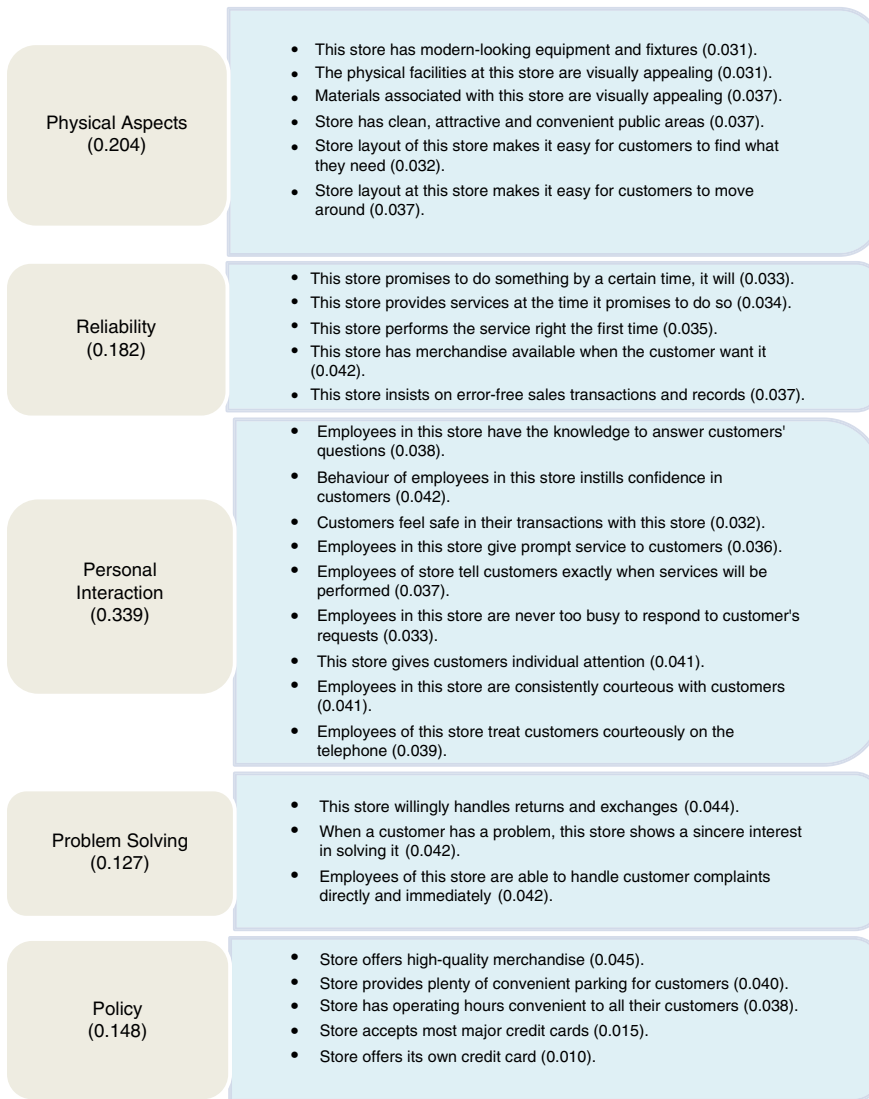 Physical Aspects
(0.204)
• This store has modern-looking equipment and fixtures (0.031).
• The physical facilities at this store are visually appealing (0.031).
• Materials associated with this store are visually appealing (0.037).
• Store has clean, attractive and convenient public areas (0.037).
• Store layout of this store makes it easy for customers to find what
they need (0.032).
• Store layout at this store makes it easy for customers to move
around (0.037).
Reliability
(0.182)
• This store promises to do something by a certain time, it will (0.033).
• This store provides services at the time it promises to do so (0.034).
• This store performs the service right the first time (0.035).
• This store has merchandise available when the customer want it
(0.042).
• This store insists on error-free sales transactions and records (0.037).
Personal
Interaction
(0.339)
• Employees in this store have the knowledge to answer customers'
questions (0.038).
• Behaviour of employees in this store instills confidence in
customers (0.042).
• Customers feel safe in their transactions with this store (0.032).
• Employees in this store give prompt service to customers (0.036).
• Employees of store tell customers exactly when services will be
performed (0.037).
• Employees in this store are never too busy to respond to customer's
requests (0.033).
• This store gives customers individual attention (0.041).
• Employees in this store are consistently courteous with customers
(0.041).
• Employees of this store treat customers courteously on the
telephone (0.039).
Problem Solving
(0.127)
• This store willingly handles returns and exchanges (0.044).
• When a customer has a problem, this store shows a sincere interest
in solving it (0.042).
• Employees of this store are able to handle customer complaints
directly and immediately (0.042).
Policy
(0.148)
• Store offers high-quality merchandise (0.045).
• Store provides plenty of convenient parking for customers (0.040).
• Store has operating hours convenient to all their customers (0.038).
• Store accepts most major credit cards (0.015).
• Store offers its own credit card (0.010).